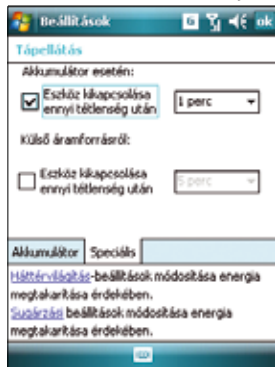 Beállítások
ok
Tápellátás
Akkumulátor esetén:
Eszköz kikapcsolása
ennyi tétlenség után
1 perc
Külső áramforrásról:
Eszköz kikapcsolása
ennyi tétlenség után
5 perc
Akkumulátor Speciális
Háttérvilágítás-beállítások módosítása energia
megtakarítása érdekében.
Sugárzási beállítások módosítása energia
megtakarítása érdekében.